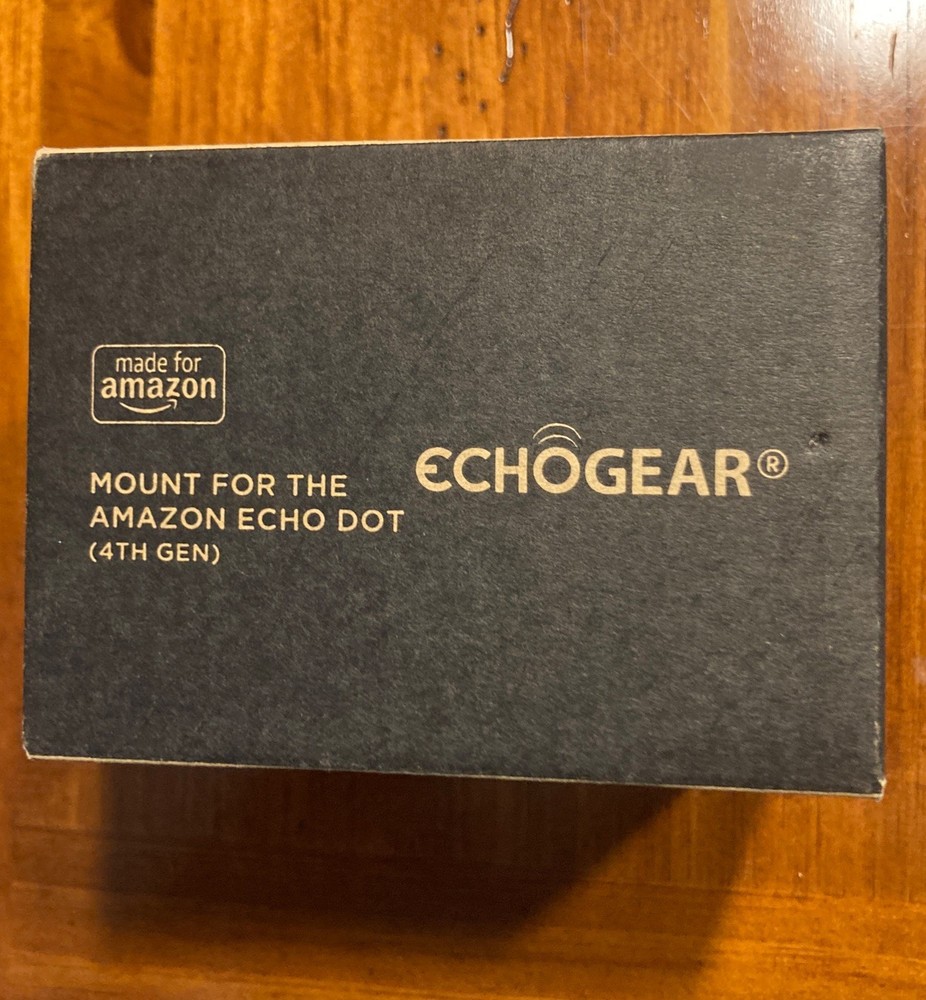 made for
amazon
MOUNT FOR THE
AMAZON ECHO DOT
(4TH GEN)
ECHOGEAR®